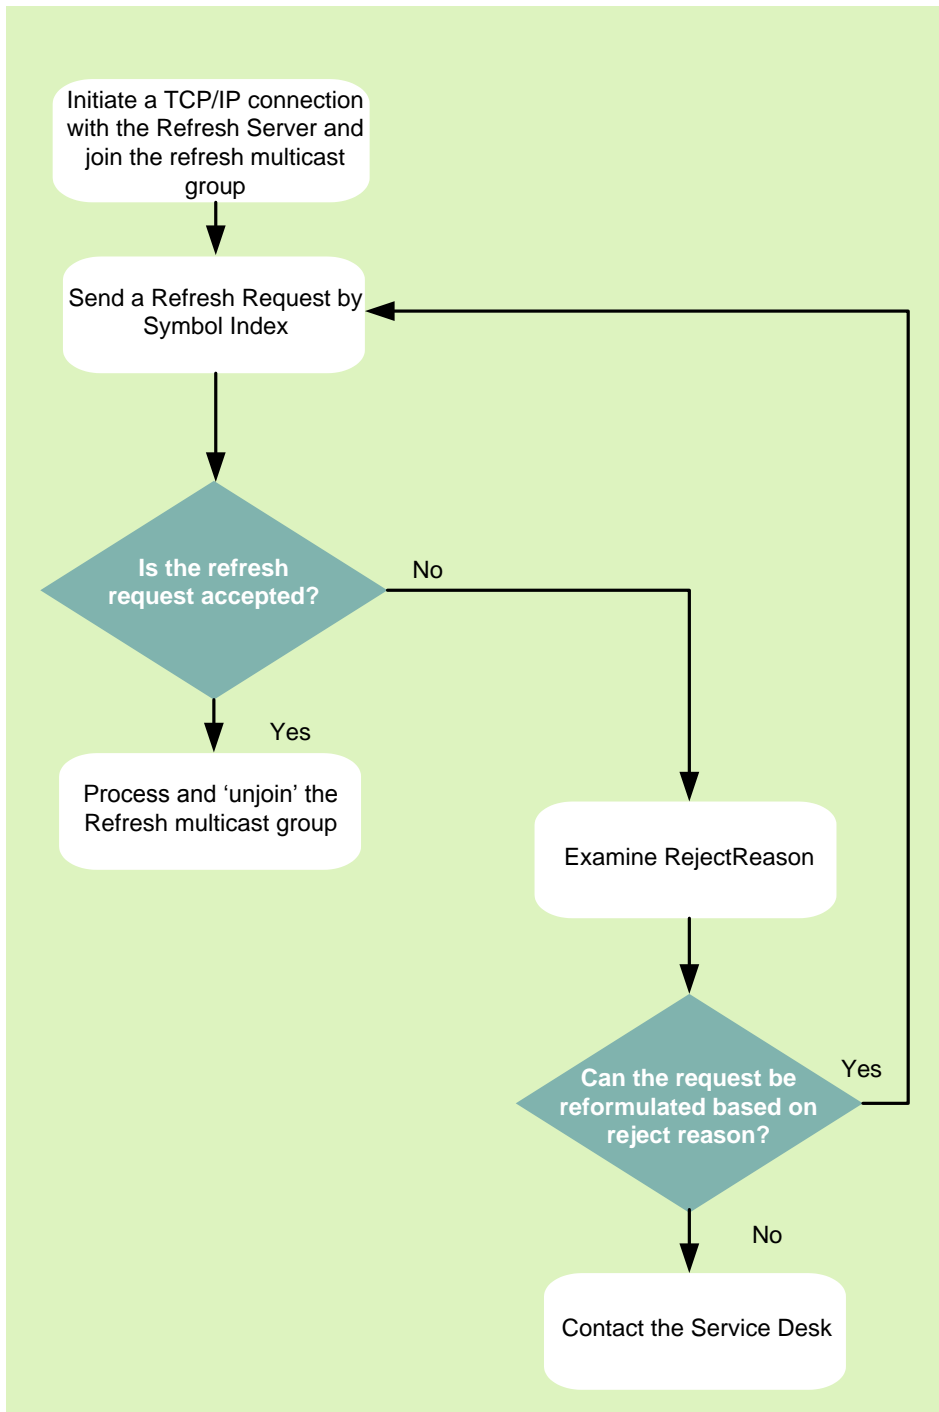 Initiate a TCP/IP connection
with the Refresh Server and
join the refresh multicast
group
Send a Refresh Request by
Symbol Index
Is the refresh
request accepted?
No
Yes
Process and ‘unjoin’ the
Refresh multicast group
Examine RejectReason
Can the request be
reformulated based on
reject reason?
Yes
No
Contact the Service Desk